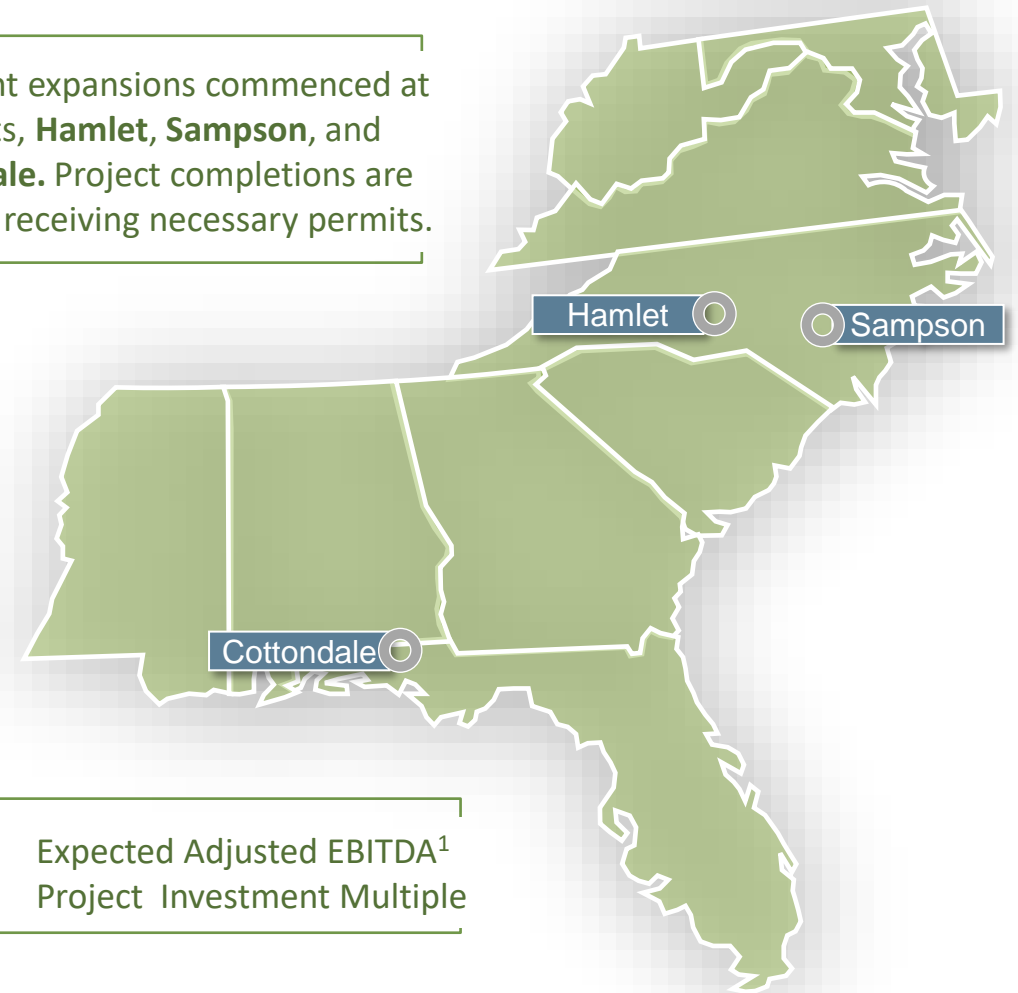 nt expansions commenced at
ts, Hamlet, Sampson, and
ale. Project completions are
receiving necessary permits.
Hamlet
Sampson
Cottondale
Expected Adjusted EBITDA1
Project Investment Multiple